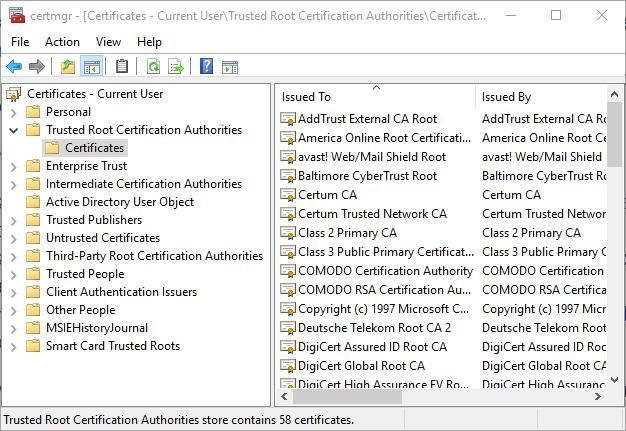 certmgr - [Certificates - Current User\Trusted Root Certification Authorities\Certificat...
File Action View Help
Certificates - Current User
Personal
Trusted Root Certification Authorities
Certificates
Enterprise Trust
Intermediate Certification Authorities
Active Directory User Object
Trusted Publishers
Untrusted Certificates
Third-Party Root Certification Authorities
Trusted People
Client Authentication Issuers
Other People
MSIEHistoryJournal
Smart Card Trusted Roots
Issued To Issued By
AddTrust External CA Root AddTrust External CA R
America Online Root Certificati... America Online Root C
avast! Web/Mail Shield Root avast! Web/Mail Shield
Baltimore CyberTrust Root Baltimore CyberTrust Ro
Certum CA Certum CA
Certum Trusted Network CA Certum Trusted Networ
Class 2 Primary CA Class 2 Primary CA
Class 3 Public Primary Certificat... Class 3 Public Primary C
COMODO Certification Authority COMODO Certification
COMODO RSA Certification Au... COMODO RSA Certific
Copyright (c) 1997 Microsoft C... Copyright (c) 1997 Micr
Deutsche Telekom Root CA 2 Deutsche Telekom Root
DigiCert Assured ID Root CA DigiCert Assured ID Roo
DigiCert Global Root CA DigiCert Global Root CA
DigiCert High Assurance EV Ro... DigiCert High Assurance
Trusted Root Certification Authorities store contains 58 certificates.